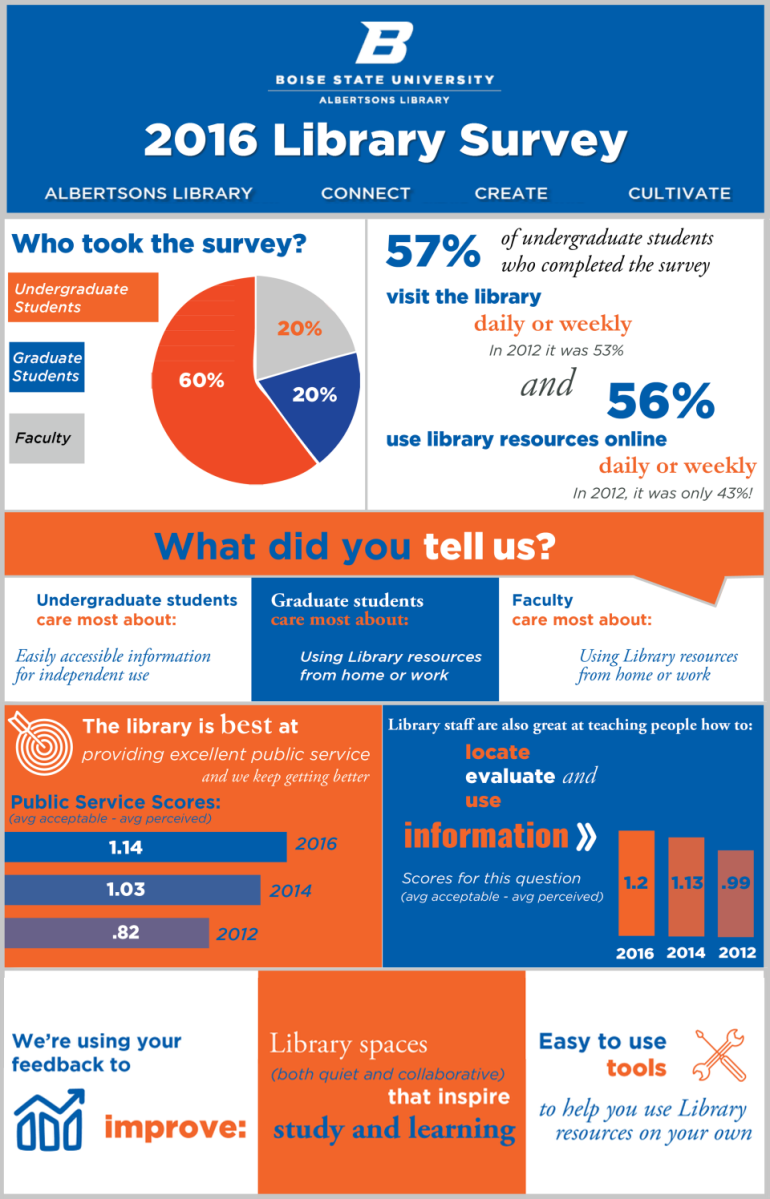 B
BOISE STATE UNIVERSITY
ALBERTSONS LIBRARY
2016 Library Survey
ALBERTSONS LIBRARY CONNECT CREATE CULTIVATE
Who took the survey?
Undergraduate
Students
Graduate
Students
Faculty
20%
60%
20%
57% of undergraduate students
who completed the survey
visit the library
daily or weekly
In 2012 it was 53%
and 56%
use library resources online
daily or weekly
In 2012, it was only 43%!
What did you tell us?
Undergraduate students
care most about:
Easily accessible information
for independent use
Graduate students
care most about:
Using Library resources
from home or work
Faculty
care most about:
Using Library resources
from home or work
The library is best at
providing excellent public service
and we keep getting better
Public Service Scores:
(avg acceptable - avg perceived)
1.14 2016
1.03 2014
.82 2012
Library staff are also great at teaching people how to:
locate
evaluate and
use
information »
Scores for this question
(avg acceptable - avg perceived)
1.2 1.13 .99
2016 2014 2012
We're using your
feedback to
improve:
Library spaces
(both quiet and collaborative)
that inspire
study and learning
Easy to use
tools
to help you use Library
resources on your own